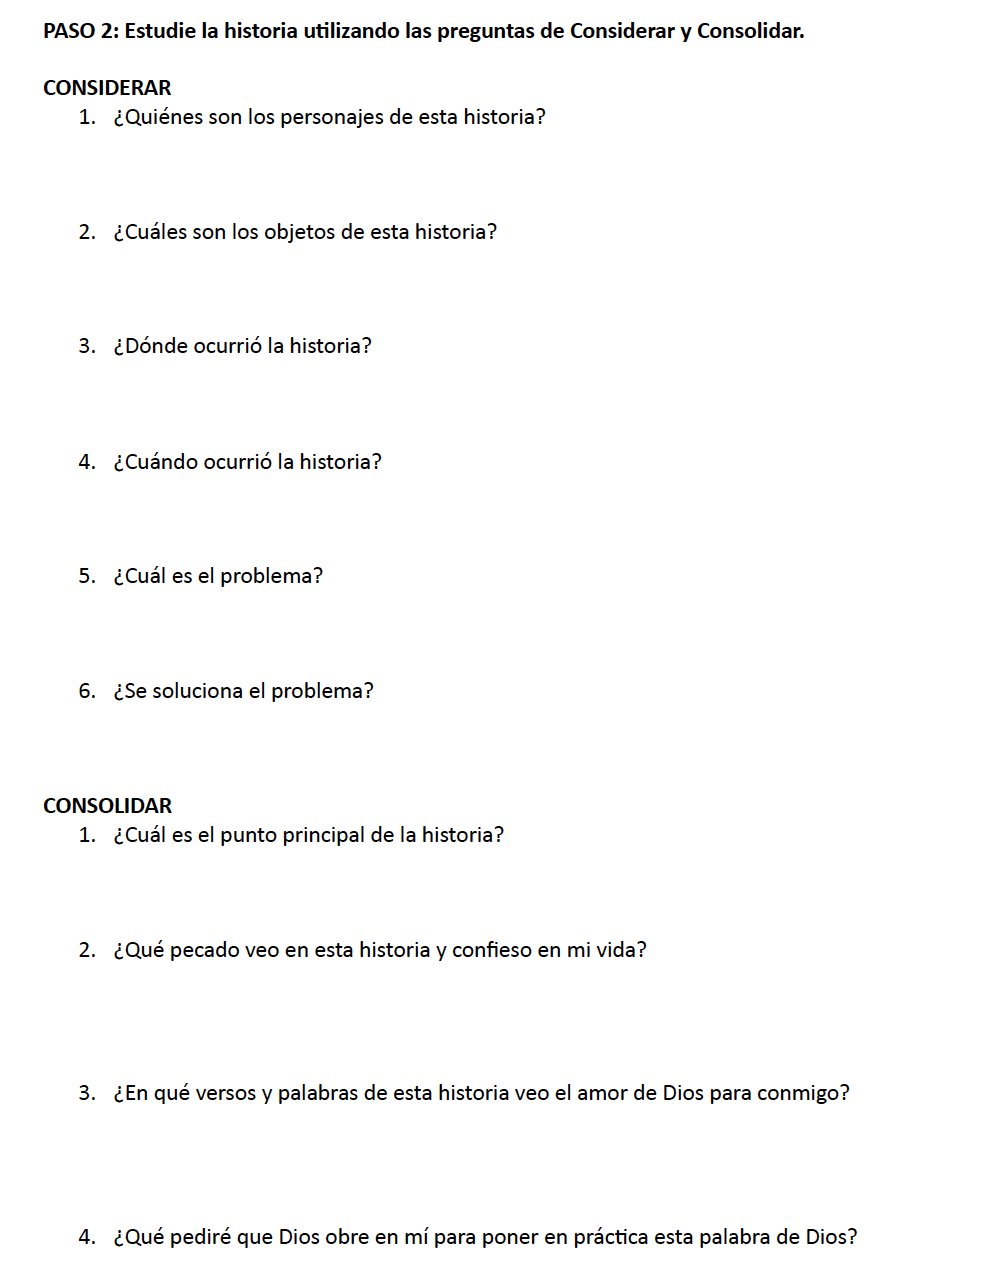 PASO 2: Estudie la historia utilizando las preguntas de Considerar y Consolidar.
CONSIDERAR
1. ¿Quiénes son los personajes de esta historia?
2. ¿Cuáles son los objetos de esta historia?
3. ¿Dónde ocurrió la historia?
4. ¿Cuándo ocurrió la historia?
5. ¿Cuál es el problema?
6. ¿Se soluciona el problema?
CONSOLIDAR
1. ¿Cuál es el punto principal de la historia?
2. ¿Qué pecado veo en esta historia y confieso en mi vida?
3. ¿En qué versos y palabras de esta historia veo el amor de Dios para conmigo?
4. ¿Qué pediré que Dios obre en mí para poner en práctica esta palabra de Dios?